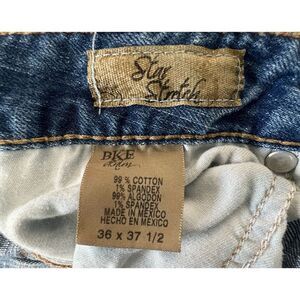 Star
Stretch
BKE
denim
99% COTTON
1% SPANDEX
99% ALGODON
1% SPANDEX
MADE IN MEXICO
HECHO EN MEXICO
36 x 37 1/2